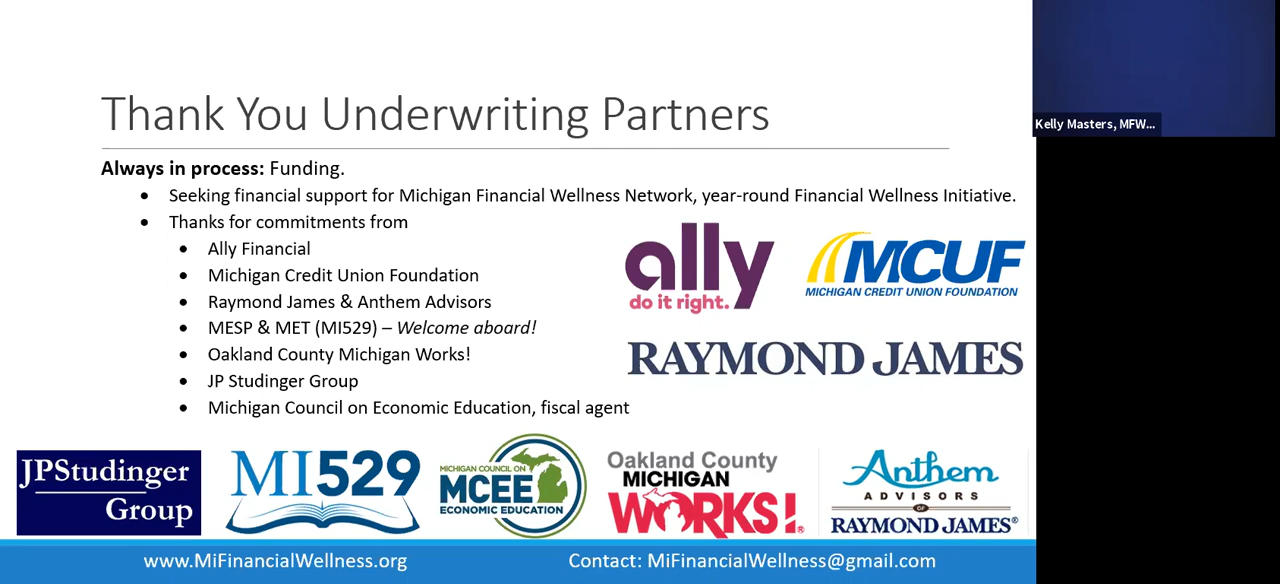 Thank You Underwriting Partners
Kelly Masters, MFW...
Always in process: Funding.
• Seeking financial support for Michigan Financial Wellness Network, year-round Financial Wellness Initiative.
• Thanks for commitments from
• Ally Financial
• Michigan Credit Union Foundation
• Raymond James & Anthem Advisors
• MESP & MET (MI529) – Welcome aboard!
• Oakland County Michigan Works!
• JP Studinger Group
• Michigan Council on Economic Education, fiscal agent
ally
do it right.
MCUF
MICHIGAN CREDIT UNION FOUNDATION
RAYMOND JAMES
JPStudinger
Group
MI529
MICHIGAN COUNCIL ON
MCEE
ECONOMIC EDUCATION
Oakland County
MICHIGAN
WORKS!®
Anthem
ADVISORS
OF
RAYMOND JAMES®
www.MiFinancialWellness.org
Contact: MiFinancialWellness@gmail.com